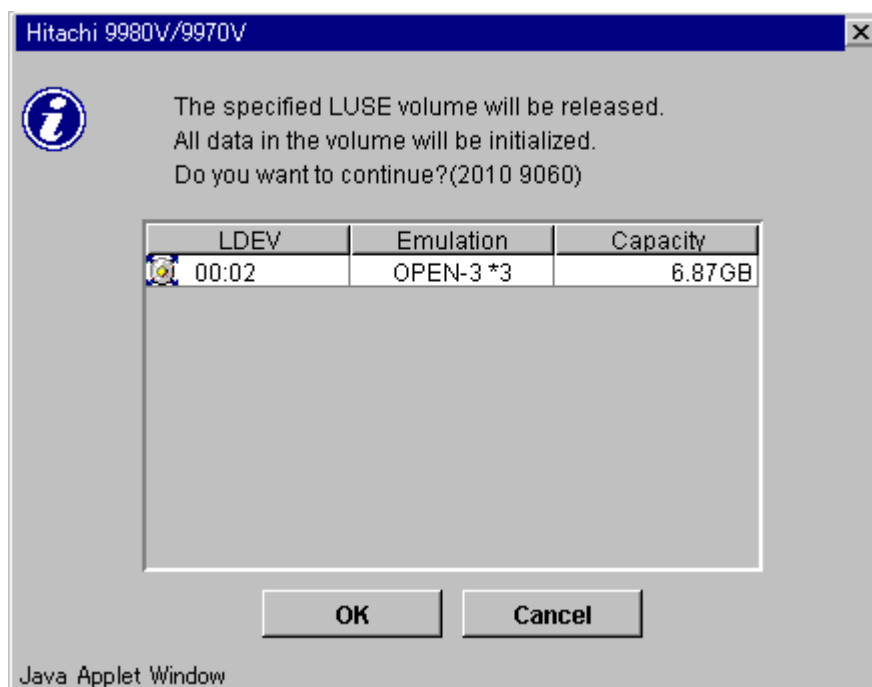 Hitachi 9980V/9970V
The specified LUSE volume will be released.
All data in the volume will be initialized.
Do you want to continue?(2010 9060)
LDEV Emulation Capacity
00:02 OPEN-3 *3 6.87GB
OK Cancel
Java Applet Window